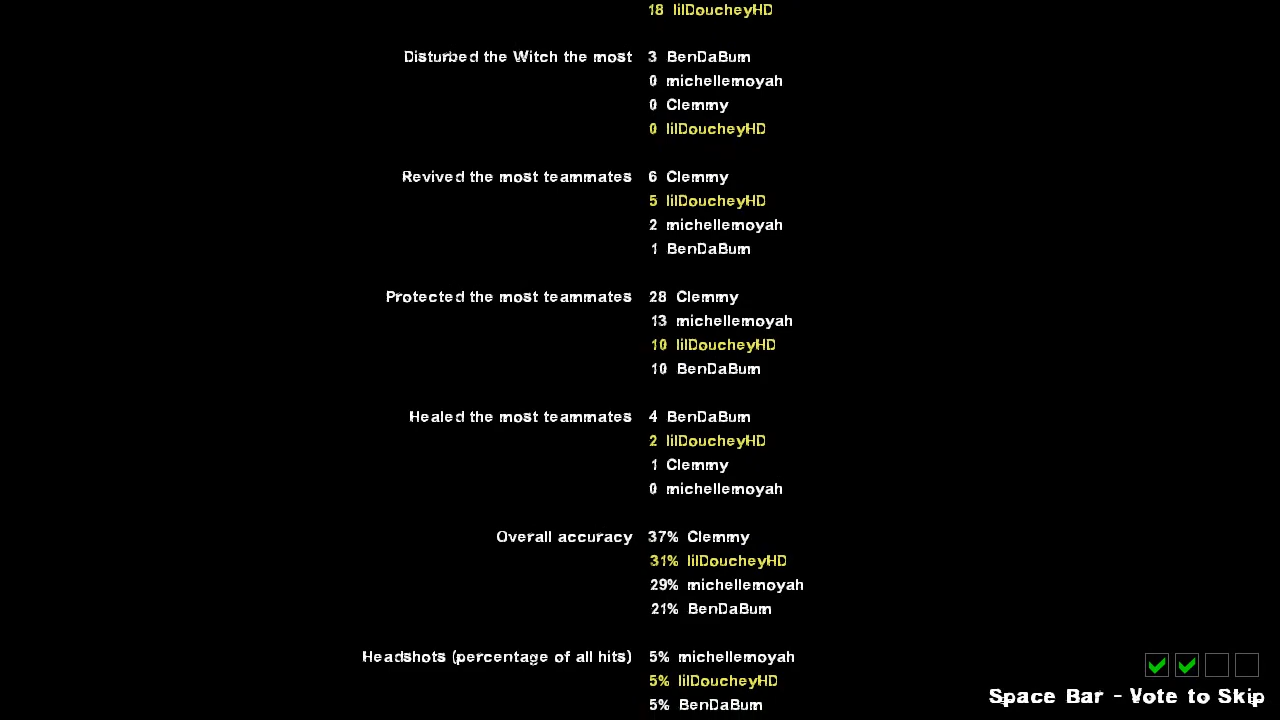 18 lilDoucheyHD
Disturbed the Witch the most 3 BenDaBum
0 michellemoyah
0 Clemmy
0 lilDoucheyHD
Revived the most teammates 6 Clemmy
5 lilDoucheyHD
2 michellemoyah
1 BenDaBum
Protected the most teammates 28 Clemmy
13 michellemoyah
10 lilDoucheyHD
10 BenDaBum
Healed the most teammates 4 BenDaBum
2 lilDoucheyHD
1 Clemmy
0 michellemoyah
Overall accuracy 37% Clemmy
31% lilDoucheyHD
29% michellemoyah
21% BenDaBum
Headshots (percentage of all hits) 5% michellemoyah
5% lilDoucheyHD
5% BenDaBum
Space Bar - Vote to Skip